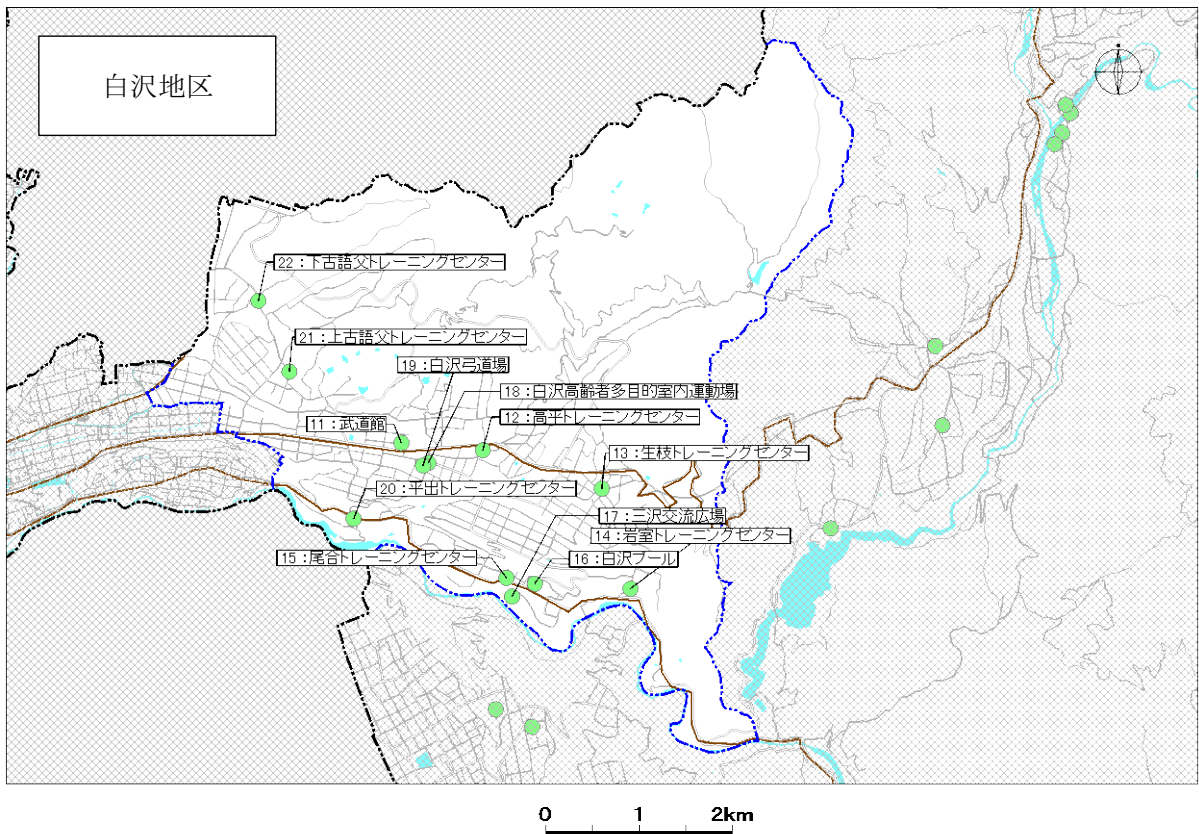 白沢地区
22：下古語父トレーニングセンター
21：上古語父トレーニングセンター
19：白沢弓道場
18：白沢高齢者多目的室内運動場
12：高平トレーニングセンター
11：武道館
13：生枝トレーニングセンター
20：平出トレーニングセンター
17：三沢交流広場
14：岩室トレーニングセンター
15：尾合トレーニングセンター
16：白沢プール
0 1 2km